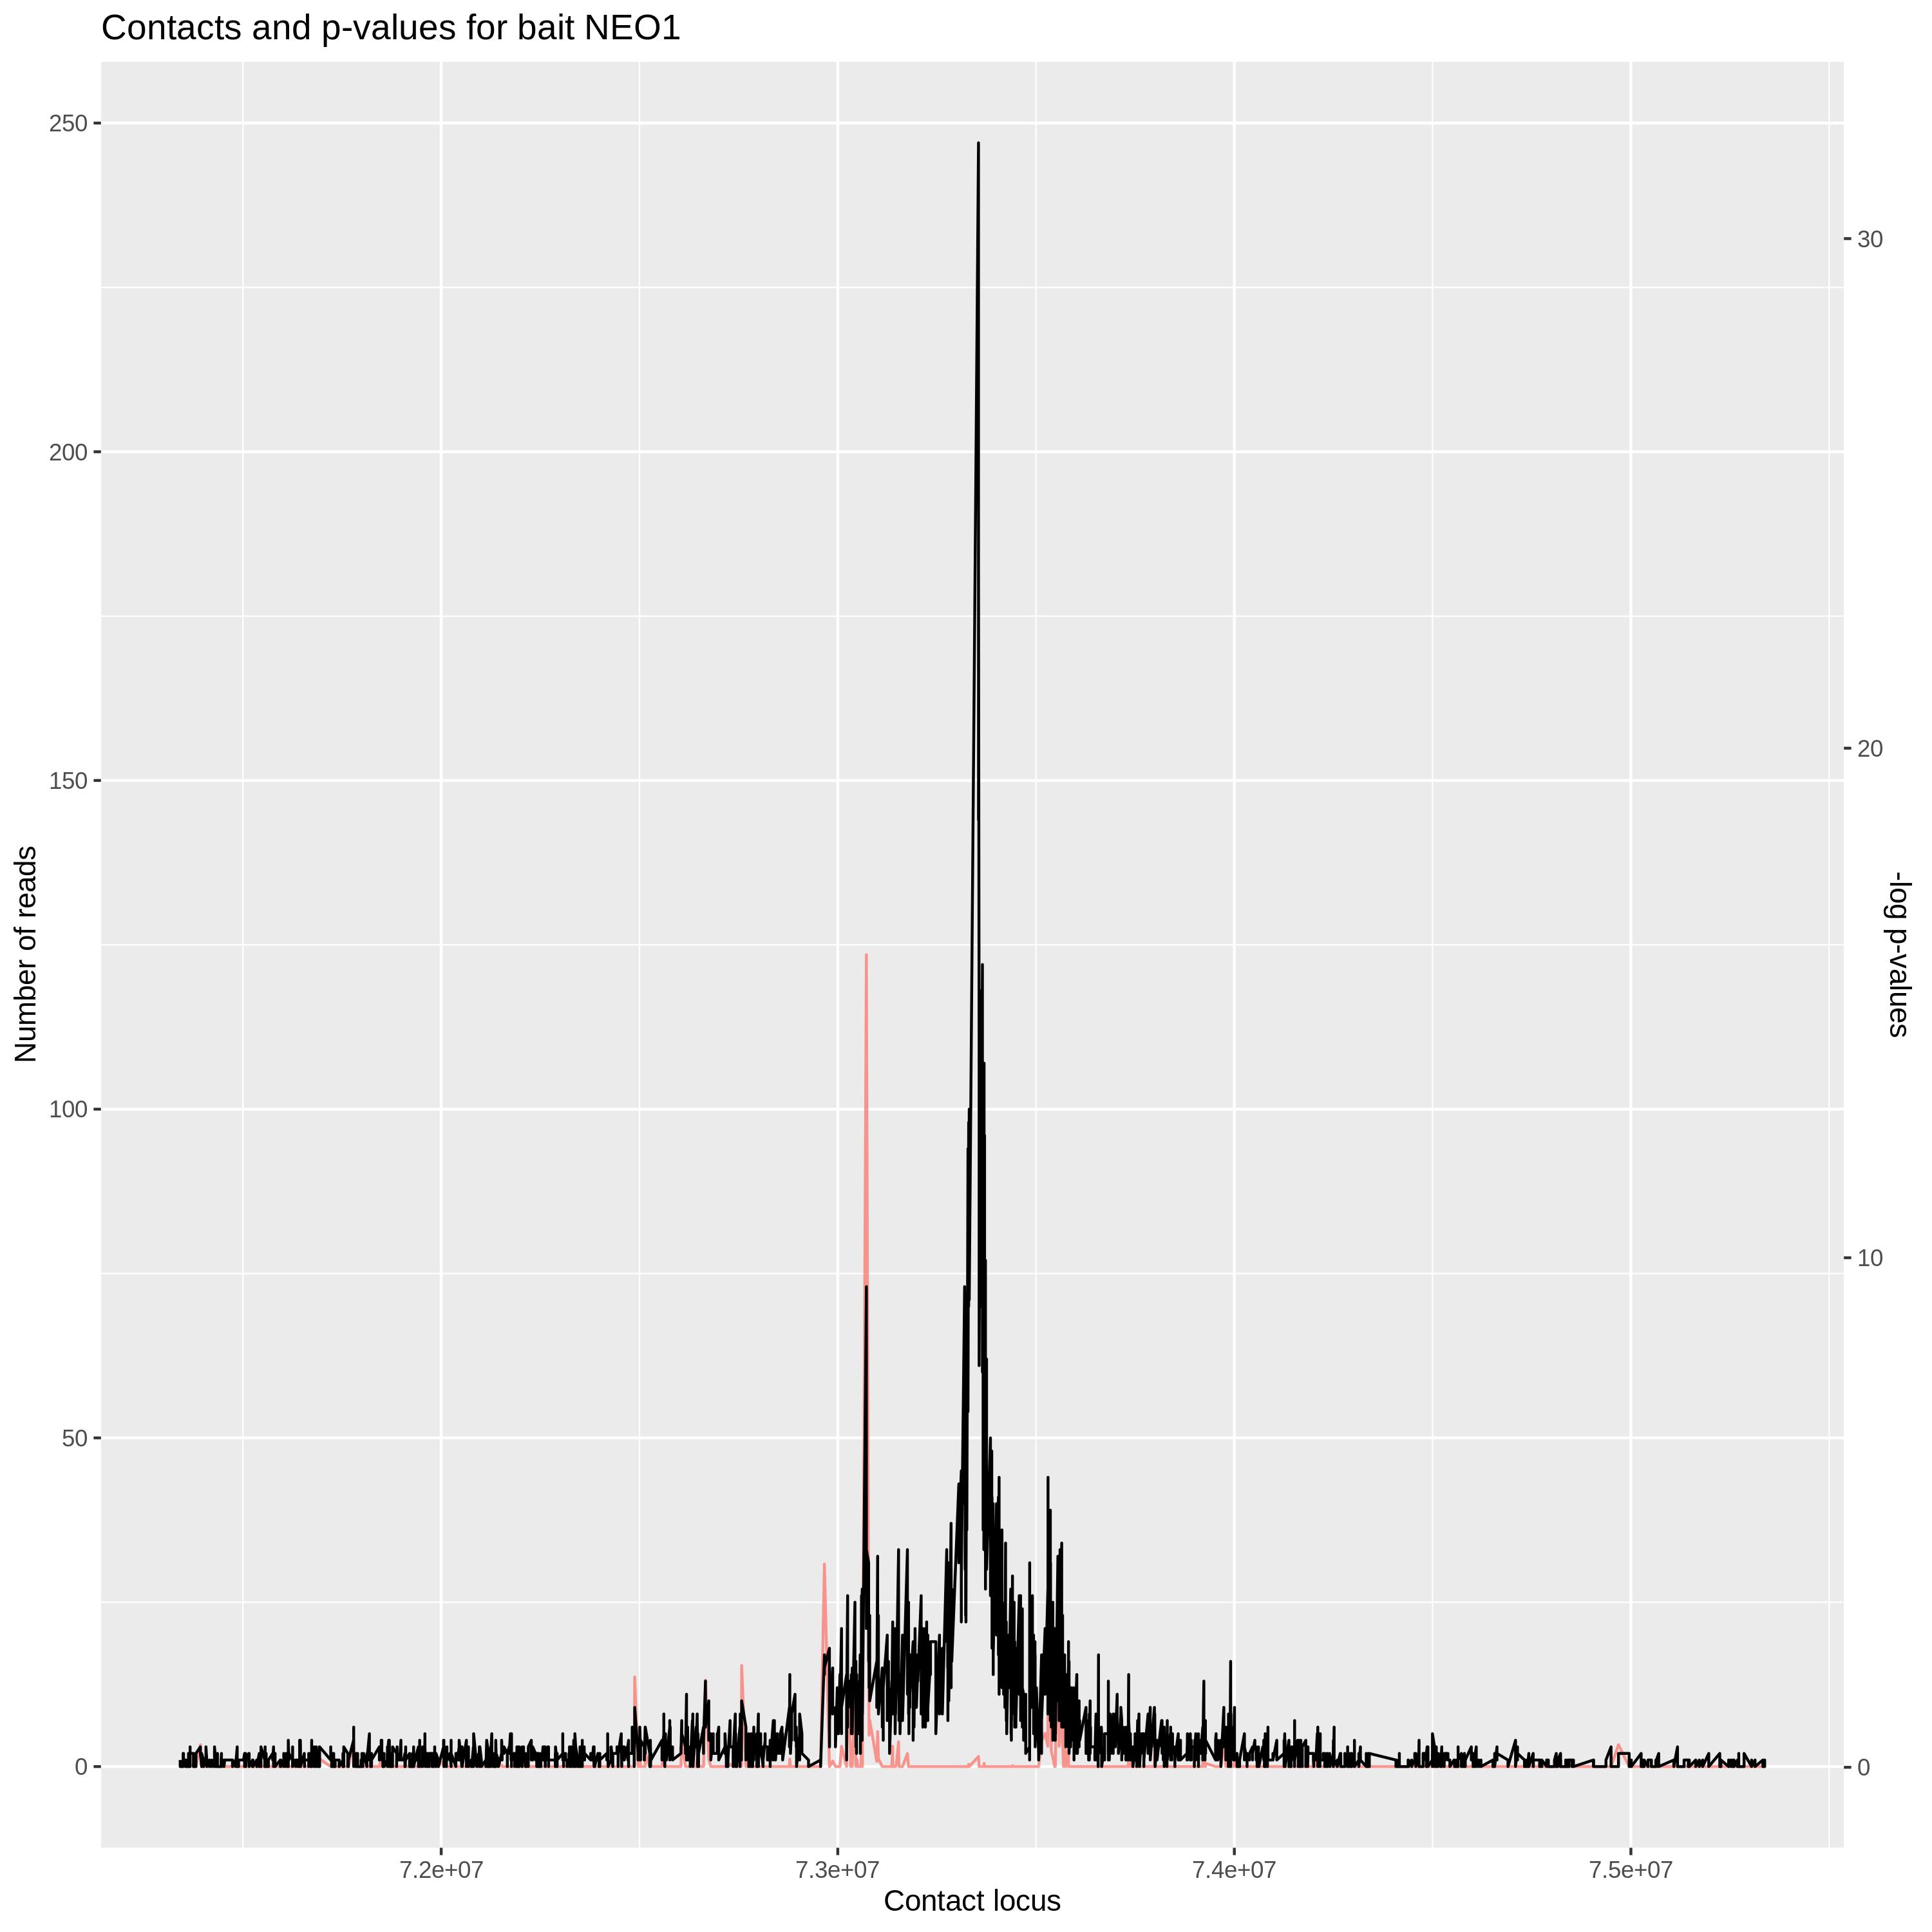 Contacts and p-values for bait NEO1
250
200
150
100
50
0
Number of reads
30
20
10
0
-log p-values
7.2e+07
7.3e+07
7.4e+07
7.5e+07
Contact locus